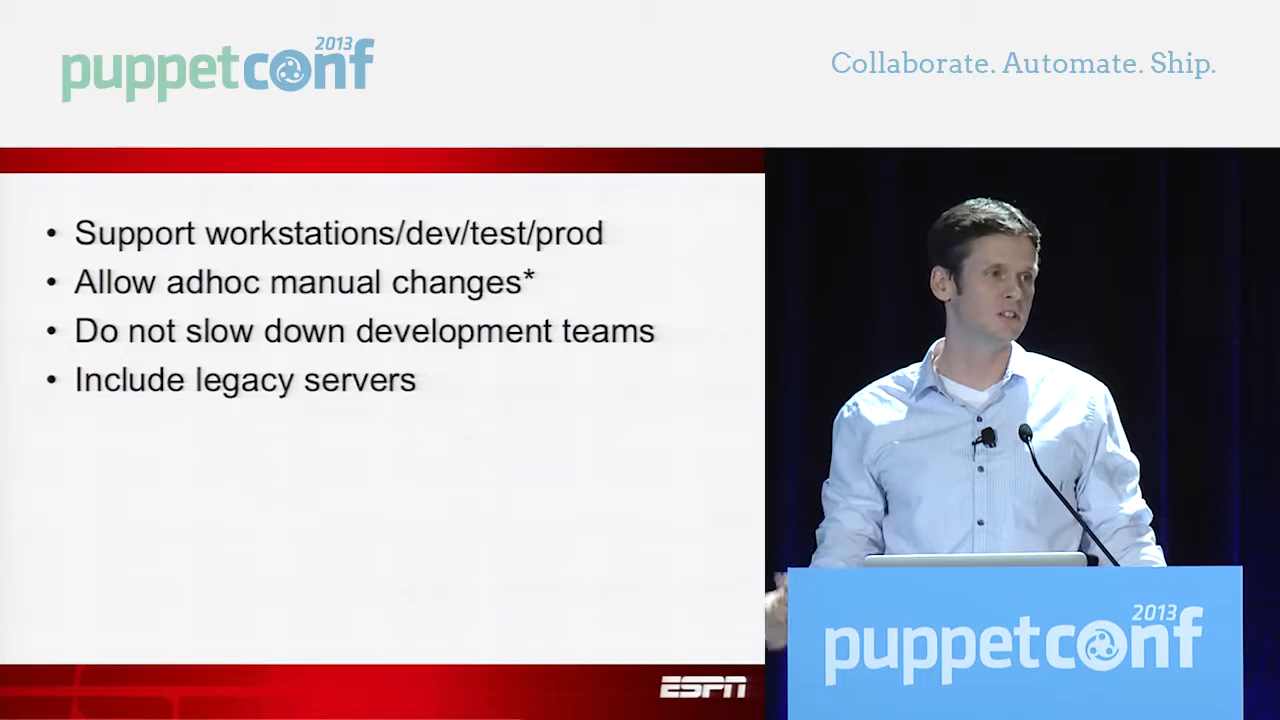 puppetconf 2013
Collaborate. Automate. Ship.
• Support workstations/dev/test/prod
• Allow adhoc manual changes*
• Do not slow down development teams
• Include legacy servers
ESPN
puppetconf 2013